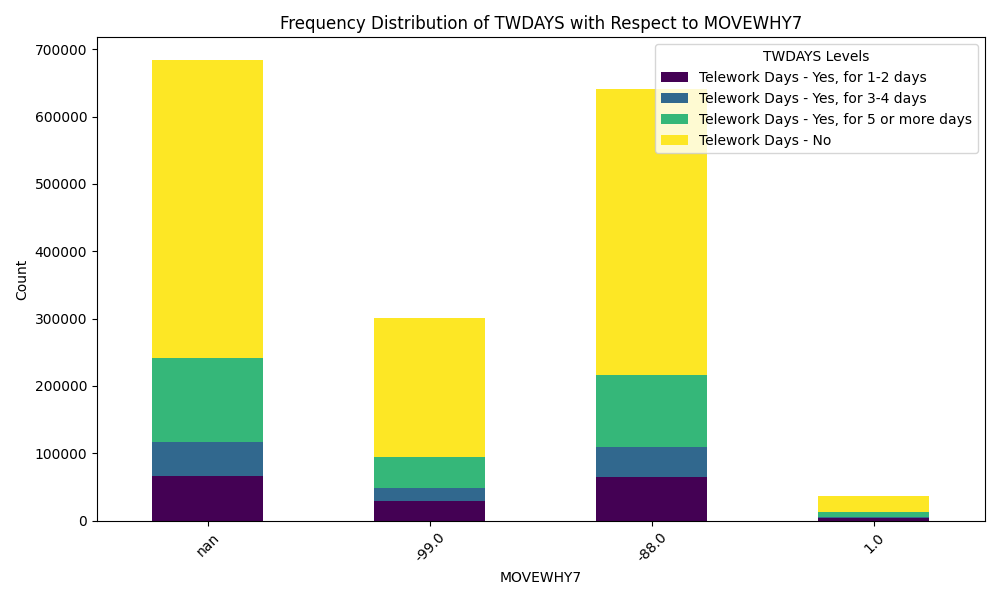 Frequency Distribution of TWDAYS with Respect to MOVEWHY7
TWDAYS Levels
Telework Days - Yes, for 1-2 days
Telework Days - Yes, for 3-4 days
Telework Days - Yes, for 5 or more days
Telework Days - No
Count
700000
600000
500000
400000
300000
200000
100000
0
nan
-99.0
-88.0
1.0
MOVEWHY7